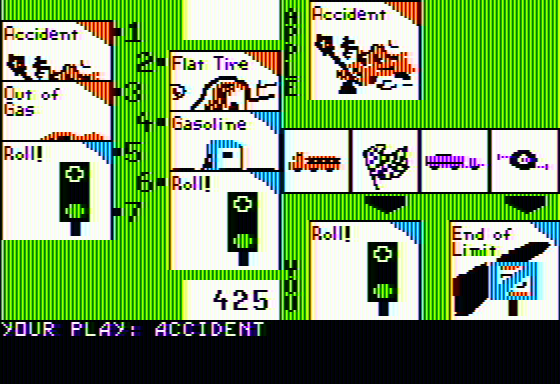 Accident
1
2
Flat Tire
Out of
Gas
3
4
Gasoline
Roll!
5
6
Roll!
7
425
APPLE
Accident
YOU
Roll!
End of
Limit
YOUR PLAY: ACCIDENT